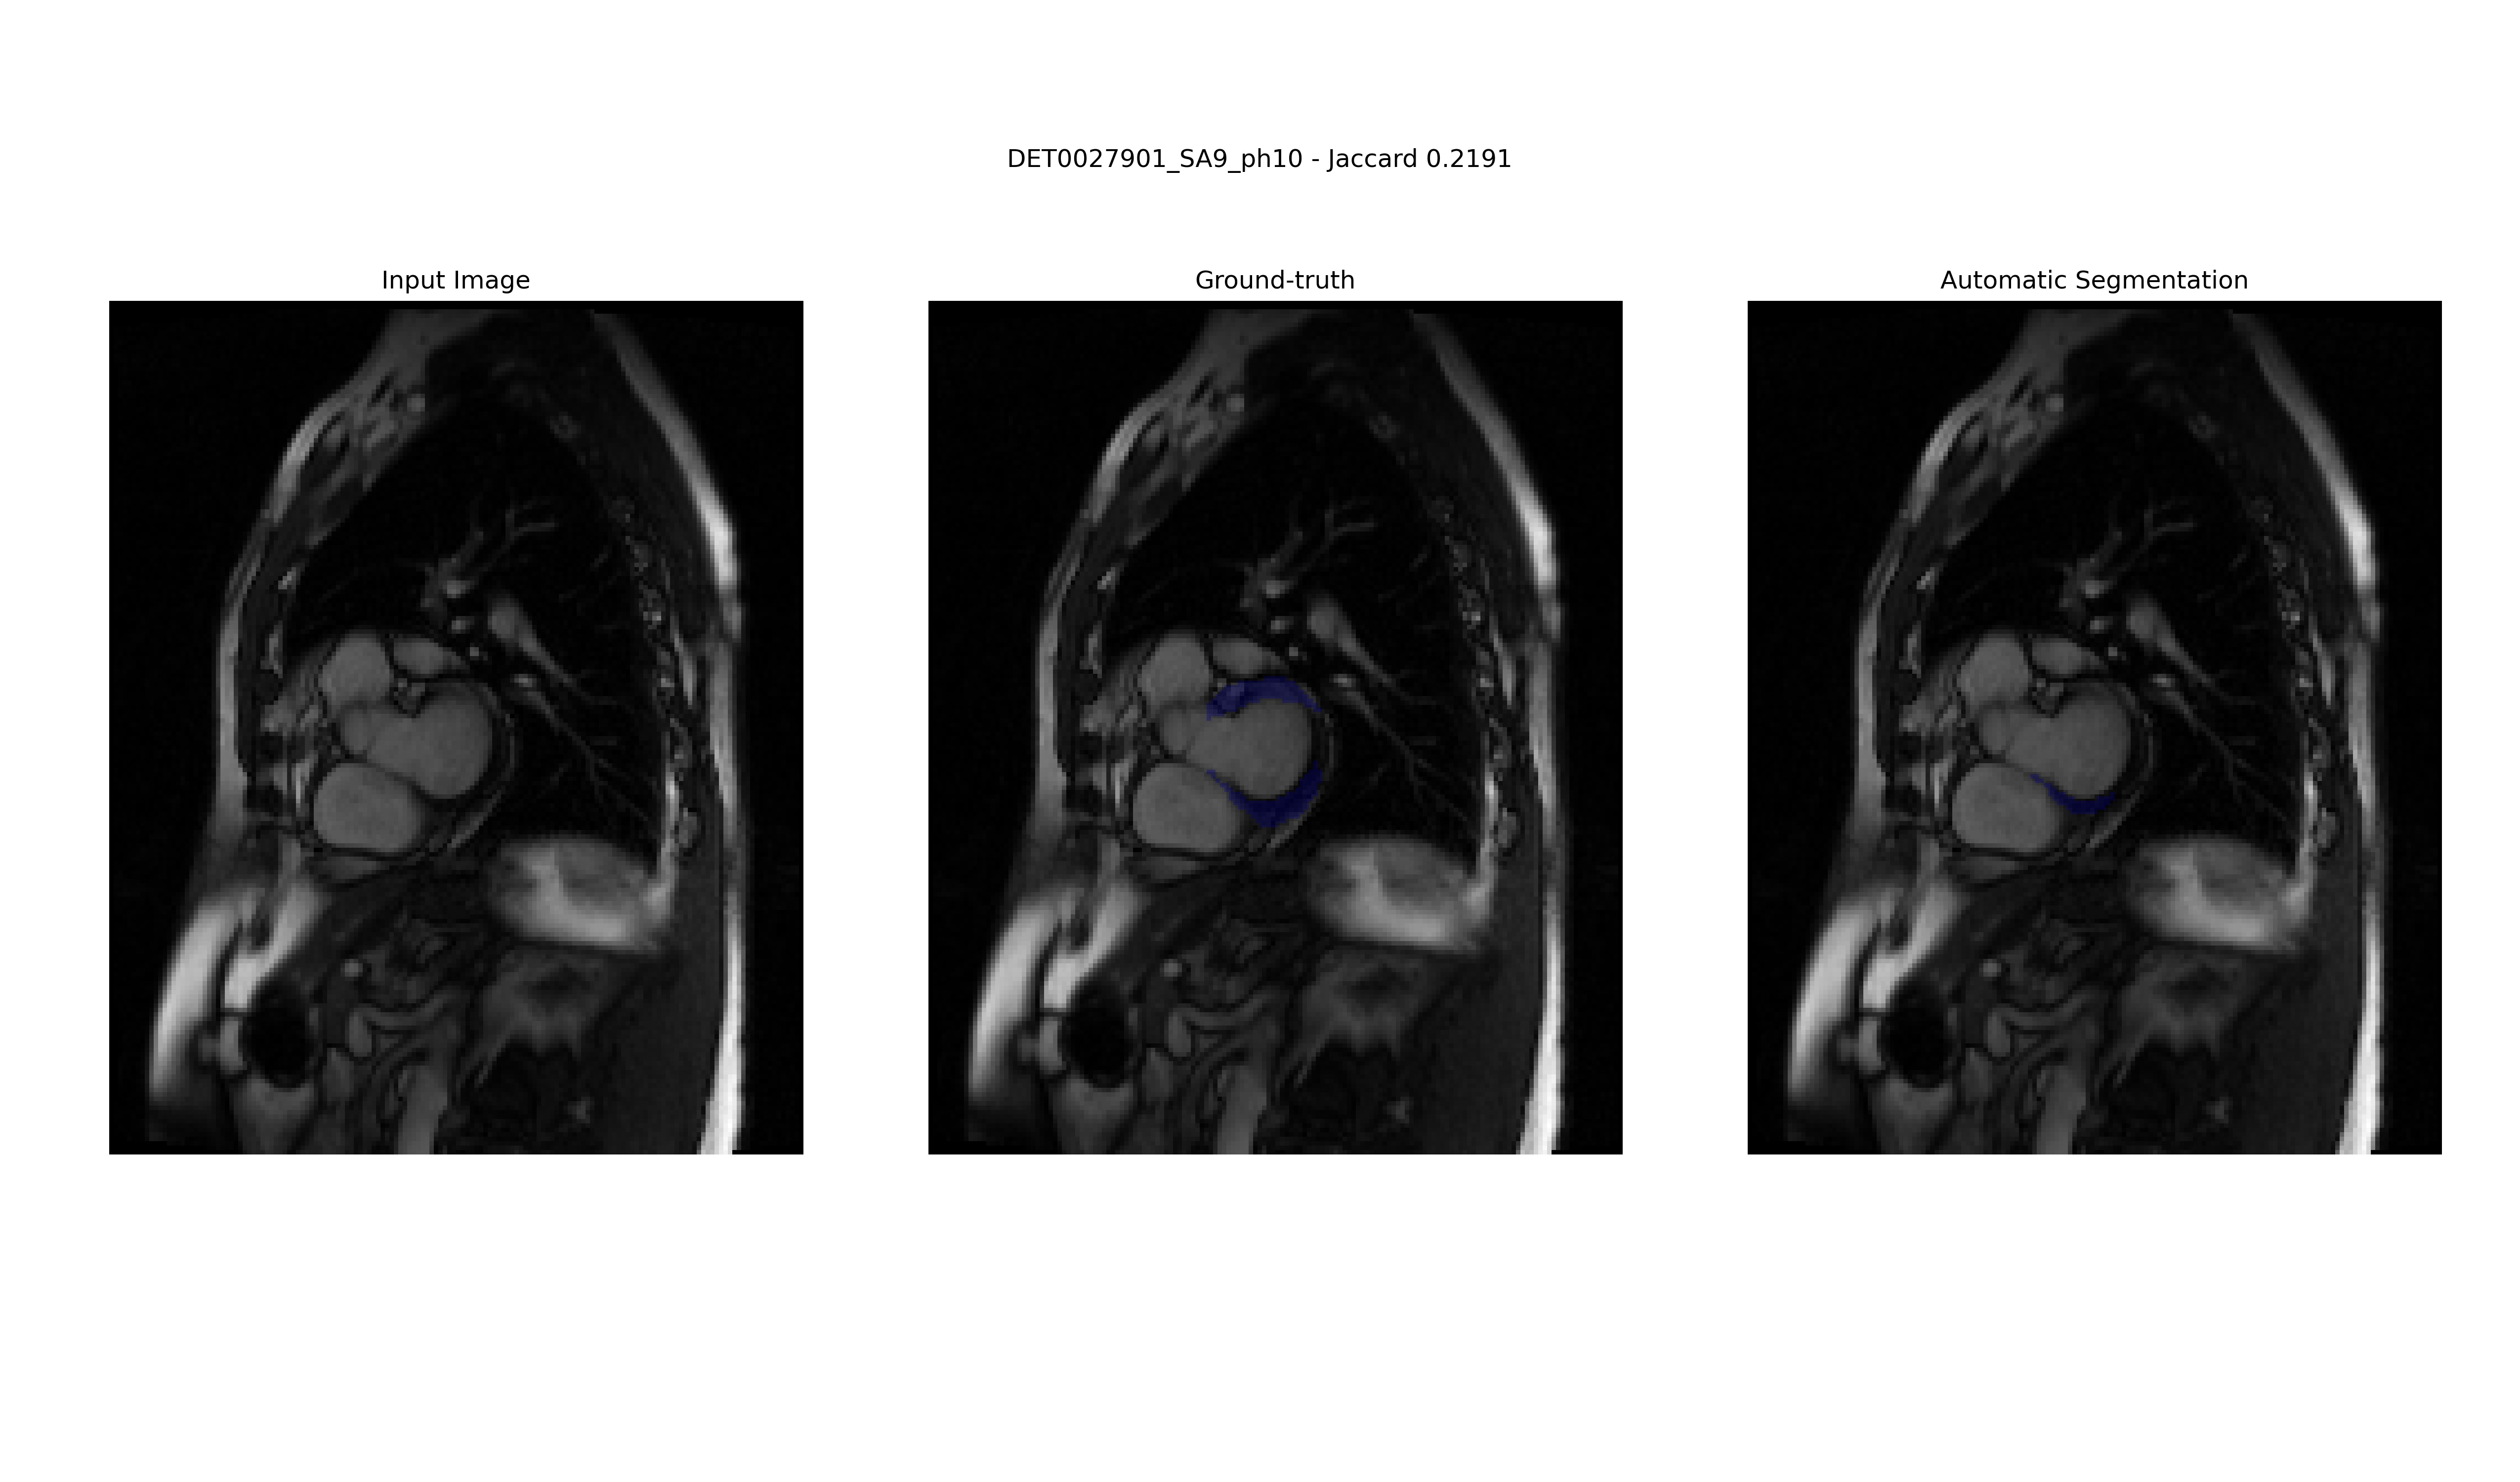 DET0027901_SA9_ph10 - Jaccard 0.2191
Input Image
Ground-truth
Automatic Segmentation